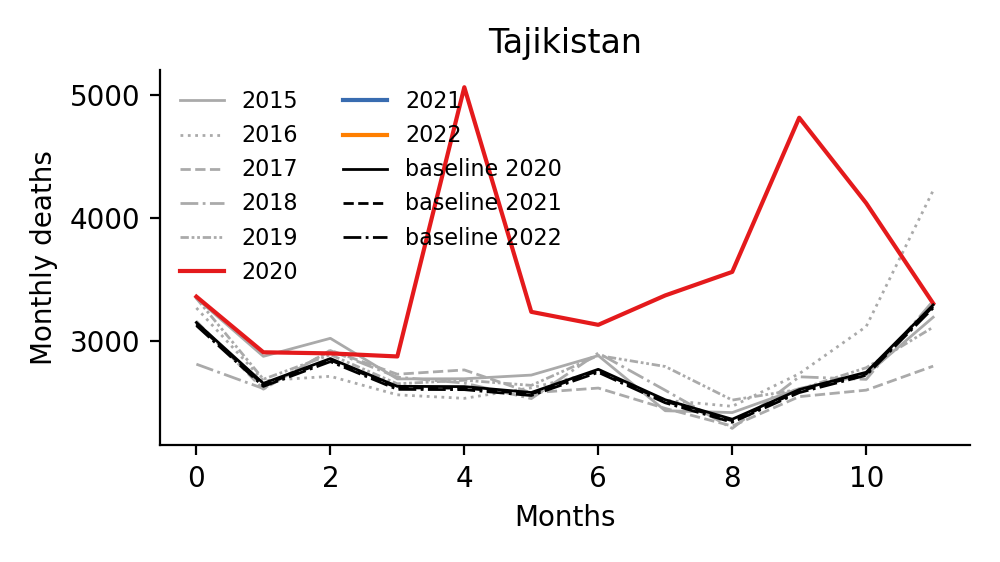 Tajikistan
Monthly deaths
5000
4000
3000
2015
2016
2017
2018
2019
2020
2021
2022
baseline 2020
baseline 2021
baseline 2022
0 2 4 6 8 10
Months